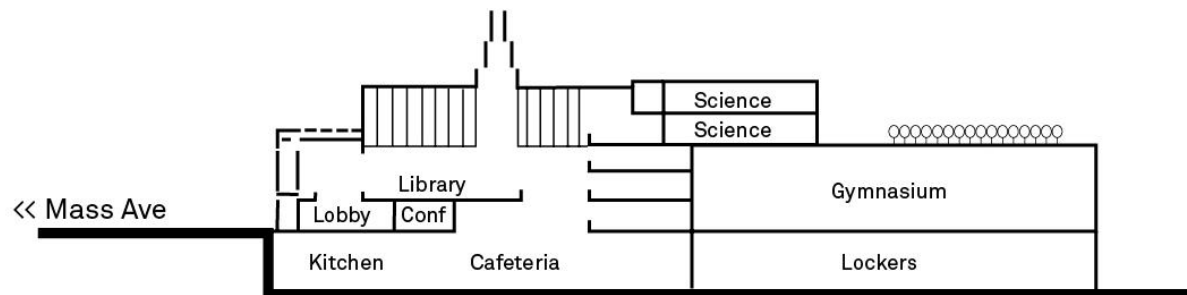 Science
Science
Library
Gymnasium
<< Mass Ave
Lobby
Conf
Kitchen
Cafeteria
Lockers